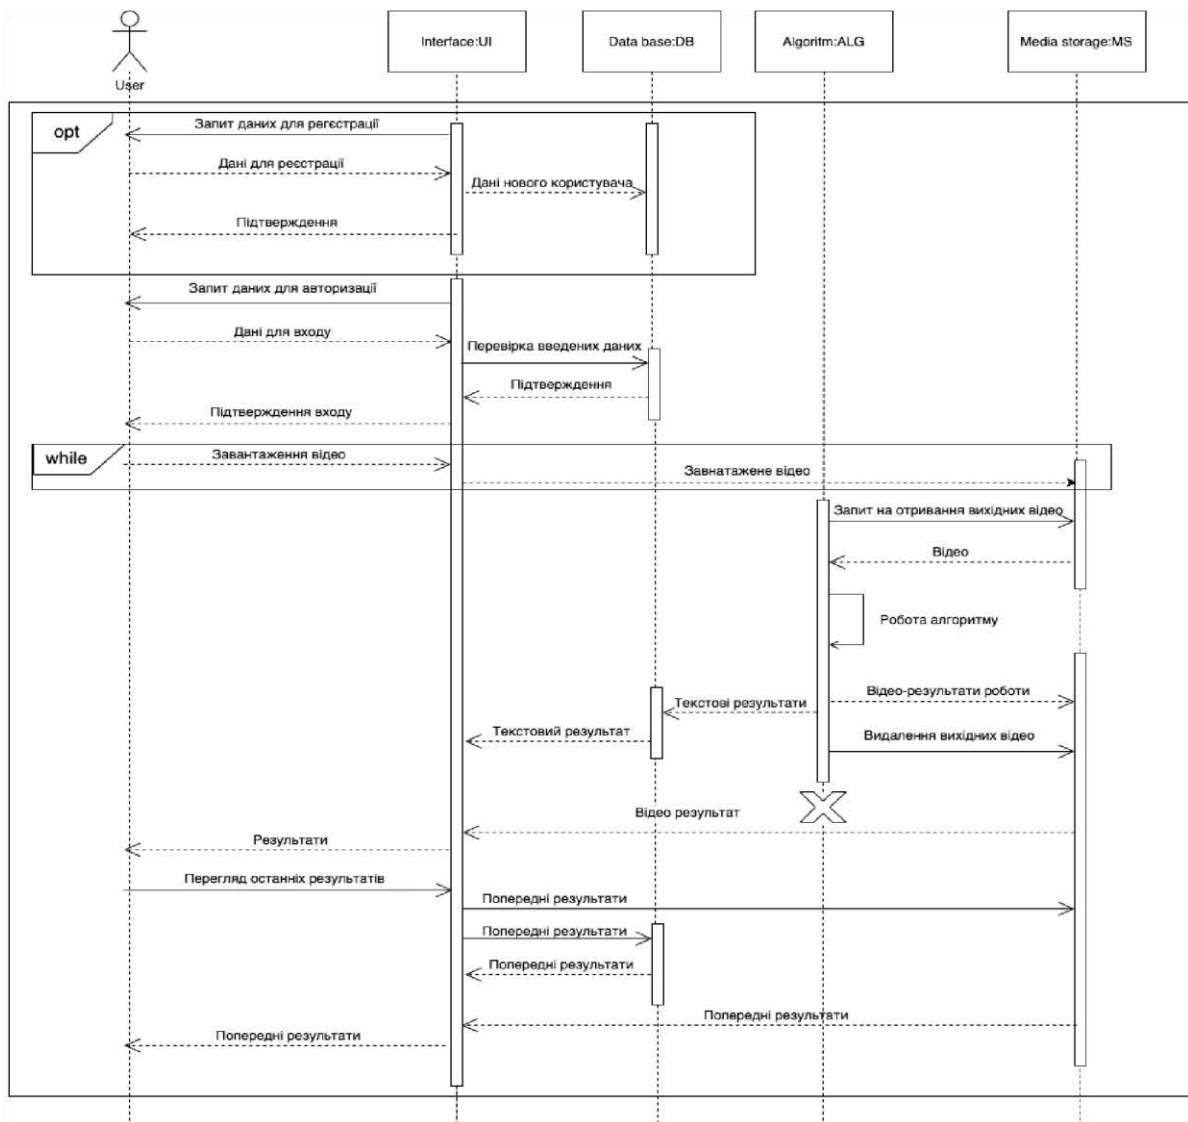 Interface:UI
Data base:DB
Algoritm:ALG
Media storage:MS
User
opt
Запит даних для регєстрації
Дані для реєстрації
Дані нового користувача
Підтвердження
Запит даних для авторизації
Дані для входу
Перевірка введених даних
Підтвердження
Підтвердження входу
while
Завантаження відео
Завнатажене відео
Запит на отривання вихідних відео
Відео
Робота алгоритму
Відео-результати роботи
Текстові результати
Текстовий результат
Видалення вихідних відео
Відео результат
Результати
Перегляд останніх результатів
Попередні результати
Попередні результати
Попередні результати
Попередні результати
Попередні результати